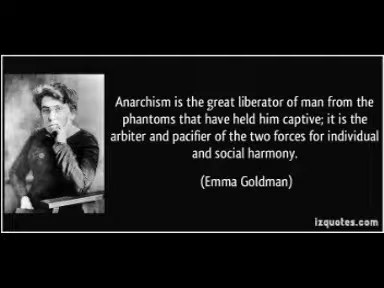 Anarchism is the great liberator of man from the
phantoms that have held him captive; it is the
arbiter and pacifier of the two forces for individual
and social harmony.
(Emma Goldman)
izquotes.com